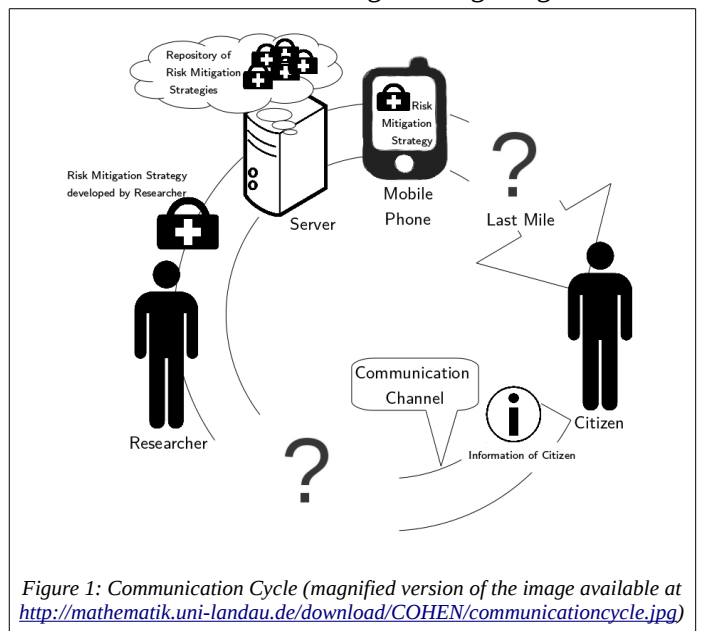 Repository of
Risk Mitigation
Strategies
Risk
Mitigation
Strategy
Risk Mitigation Strategy
developed by Researcher
Server
Mobile
Phone
?
Last Mile
Communication
Channel
i
Citizen
Information of Citizen
Researcher
?
Figure 1: Communication Cycle (magnified version of the image available at
http://mathematik.uni-landau.de/download/COHEN/communicationcycle.jpg)